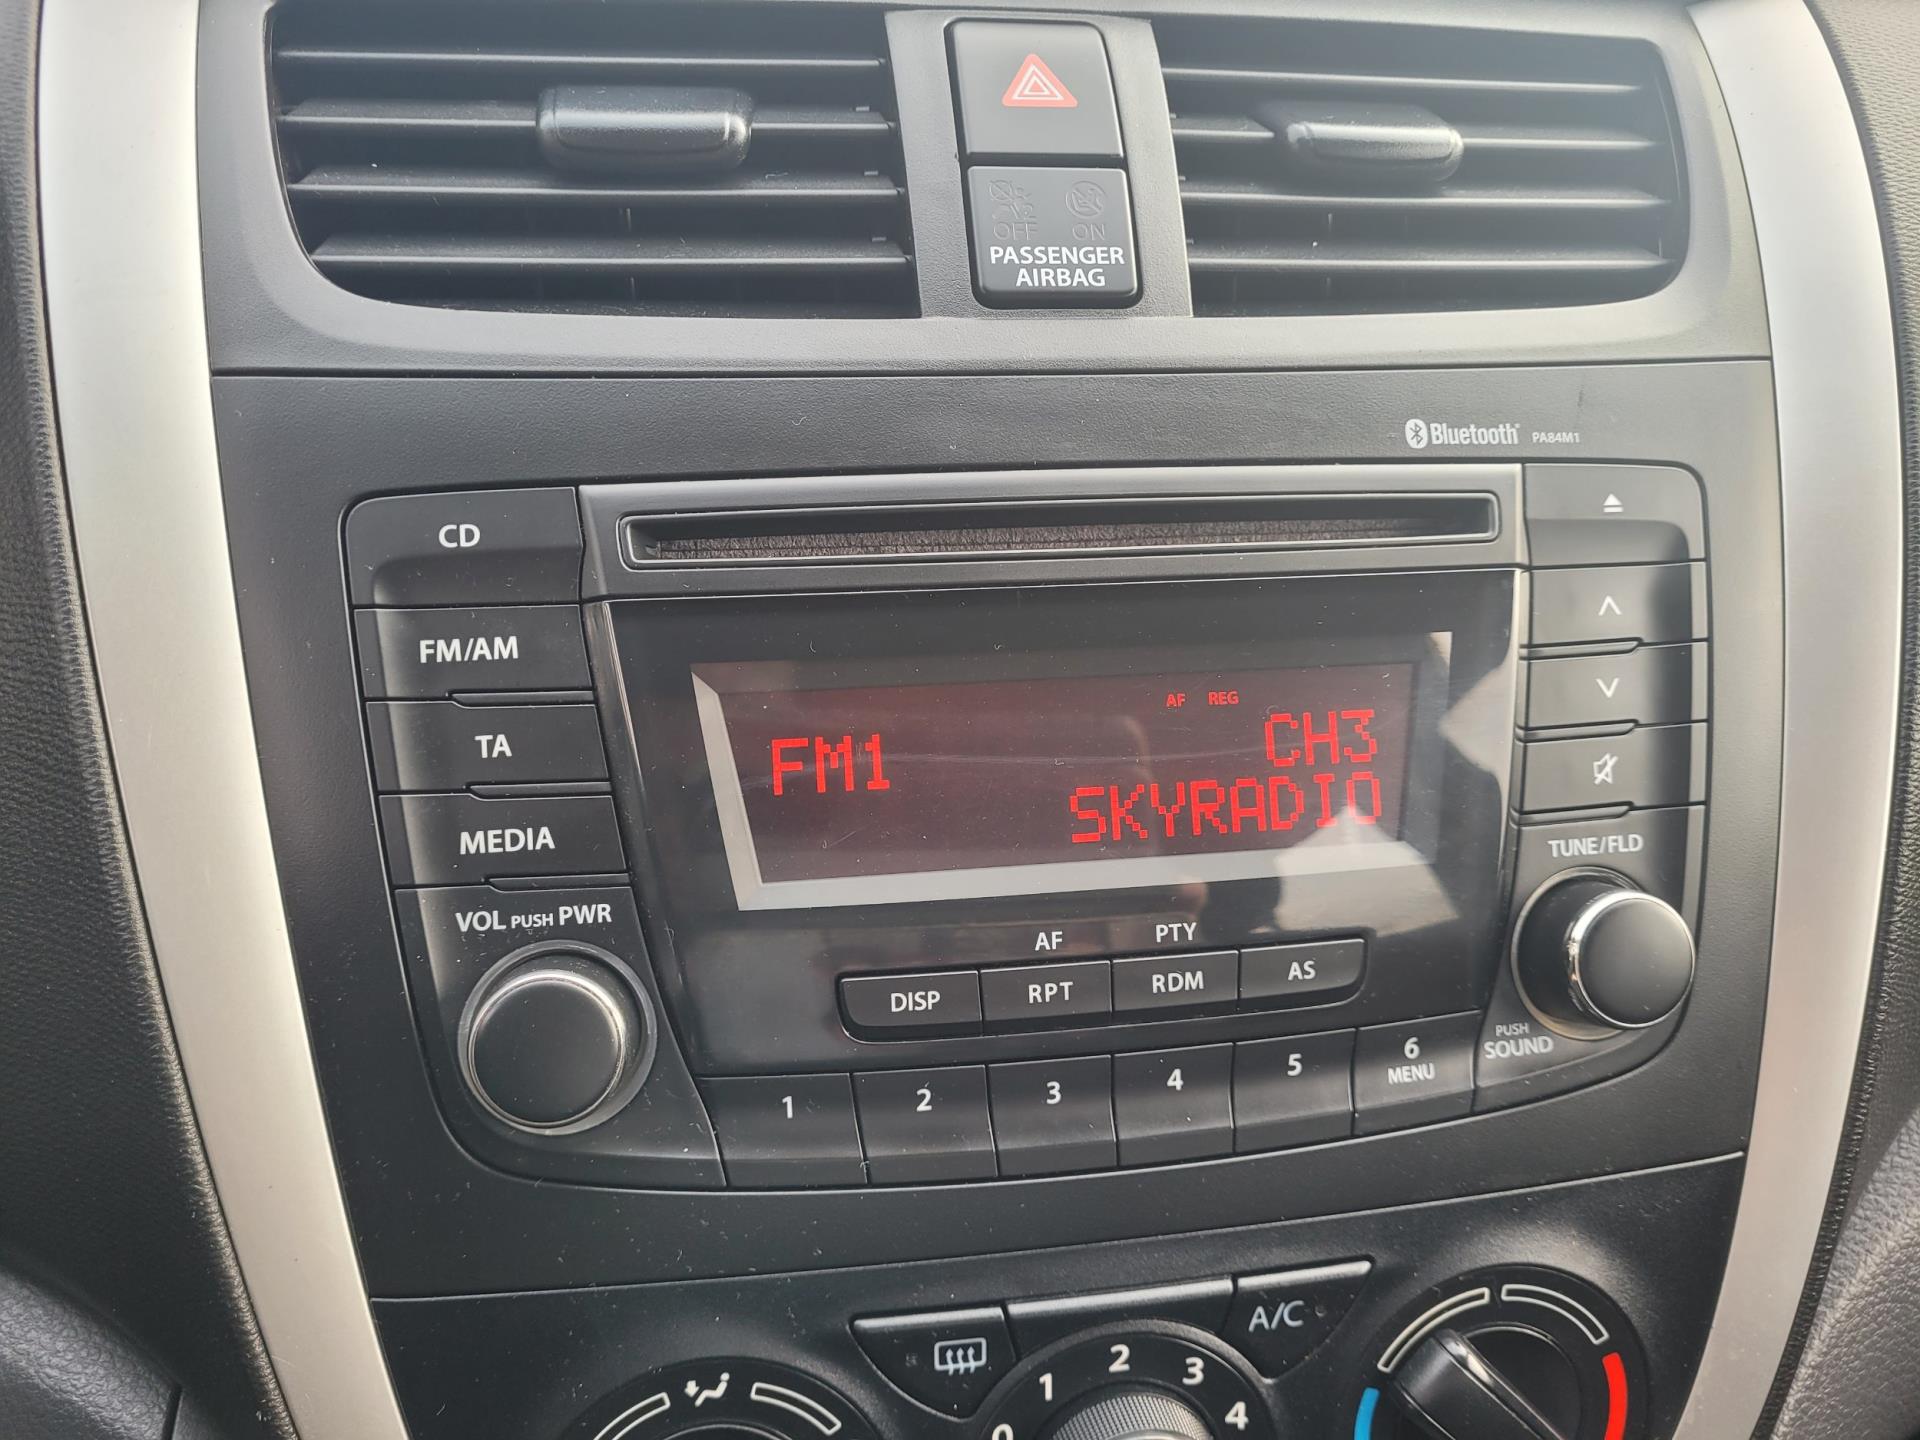 OFF ON
PASSENGER
AIRBAG
Bluetooth PA84M1
CD
FM/AM
TA
MEDIA
VOL PUSH PWR
AF REG
FM1 CH3
SKYRADIO
TUNE/FLD
PUSH
SOUND
AF PTY
DISP RPT RDM AS
1 2 3 4 5 6
MENU
A/C
0 1 2 3 4